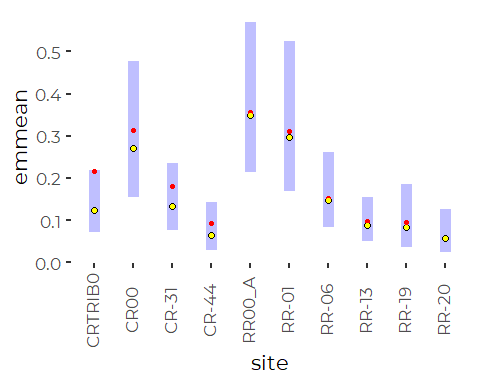 emmean
0.5
0.4
0.3
0.2
0.1
0.0
CRTRIB0
CR00
CR-31
CR-44
RR00_A
RR-01
RR-06
RR-13
RR-19
RR-20
site